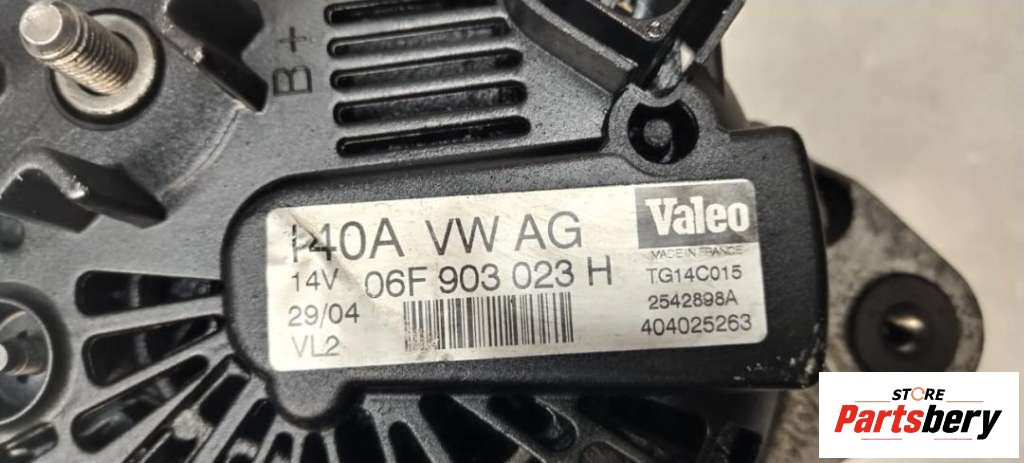 B+
140A VW AG
14V 06F 903 023 H
29/04
VL2
Valeo
MADE IN FRANCE
TG14C015
2542898A
404025263
STORE
Partsbery